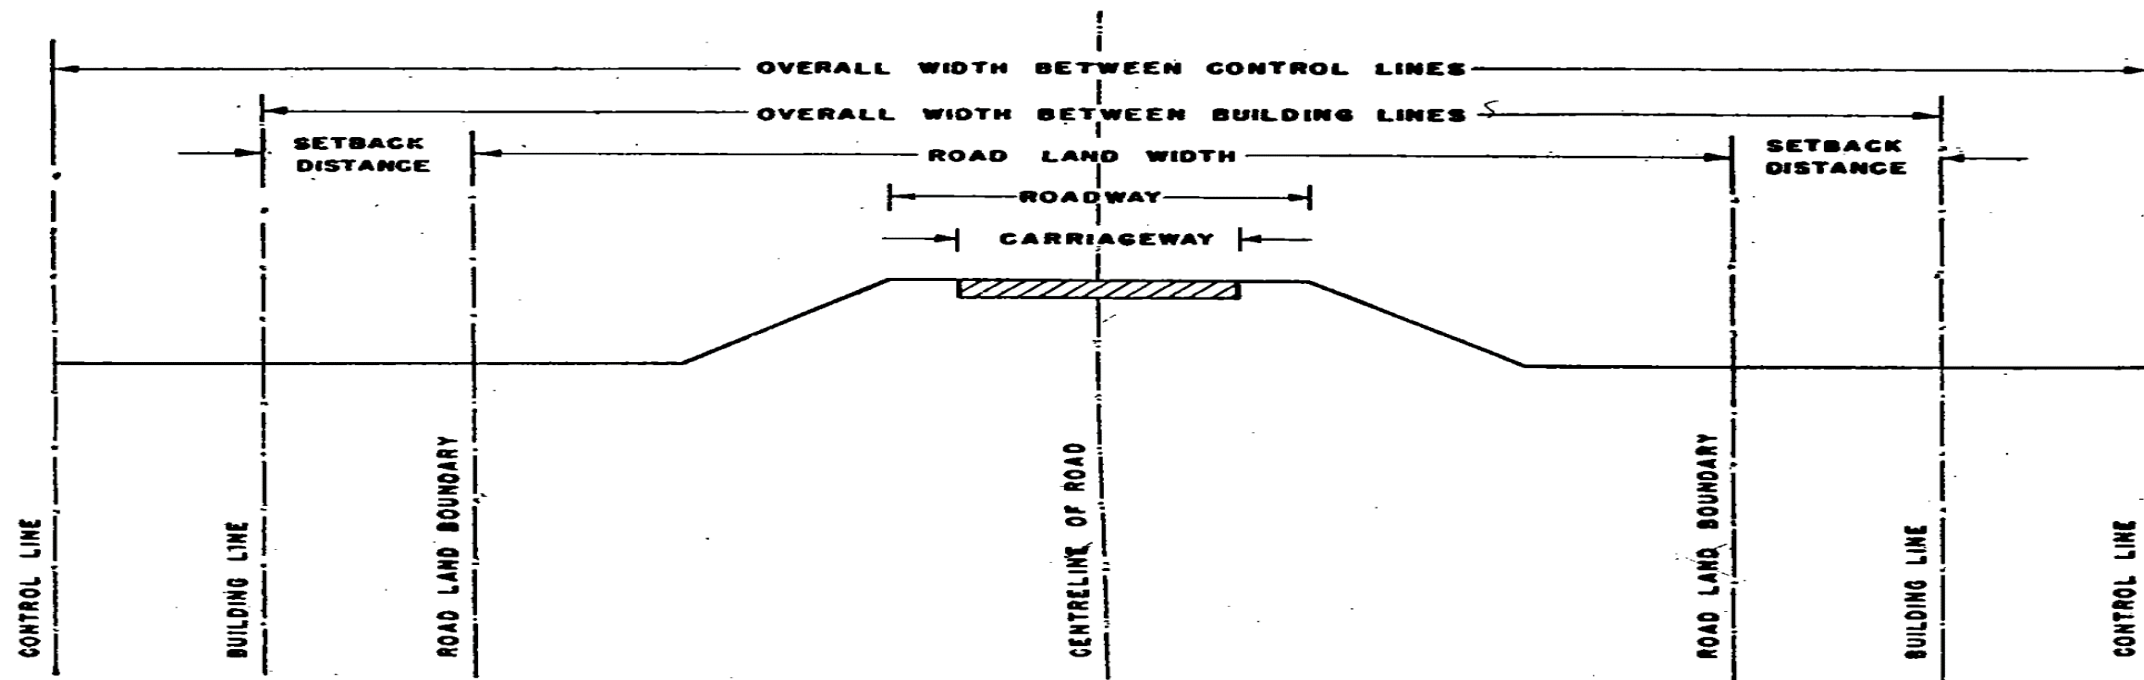 OVERALL WIDTH BETWEEN CONTROL LINES
OVERALL WIDTH BETWEEN BUILDING LINES
SETBACK
DISTANCE
ROAD LAND WIDTH
SETBACK
DISTANCE
ROADWAY
CARRIAGEWAY
CONTROL LINE
BUILDING LINE
ROAD LAND BOUNDARY
CENTRELINE OF ROAD
ROAD LAND BOUNDARY
BUILDING LINE
CONTROL LINE